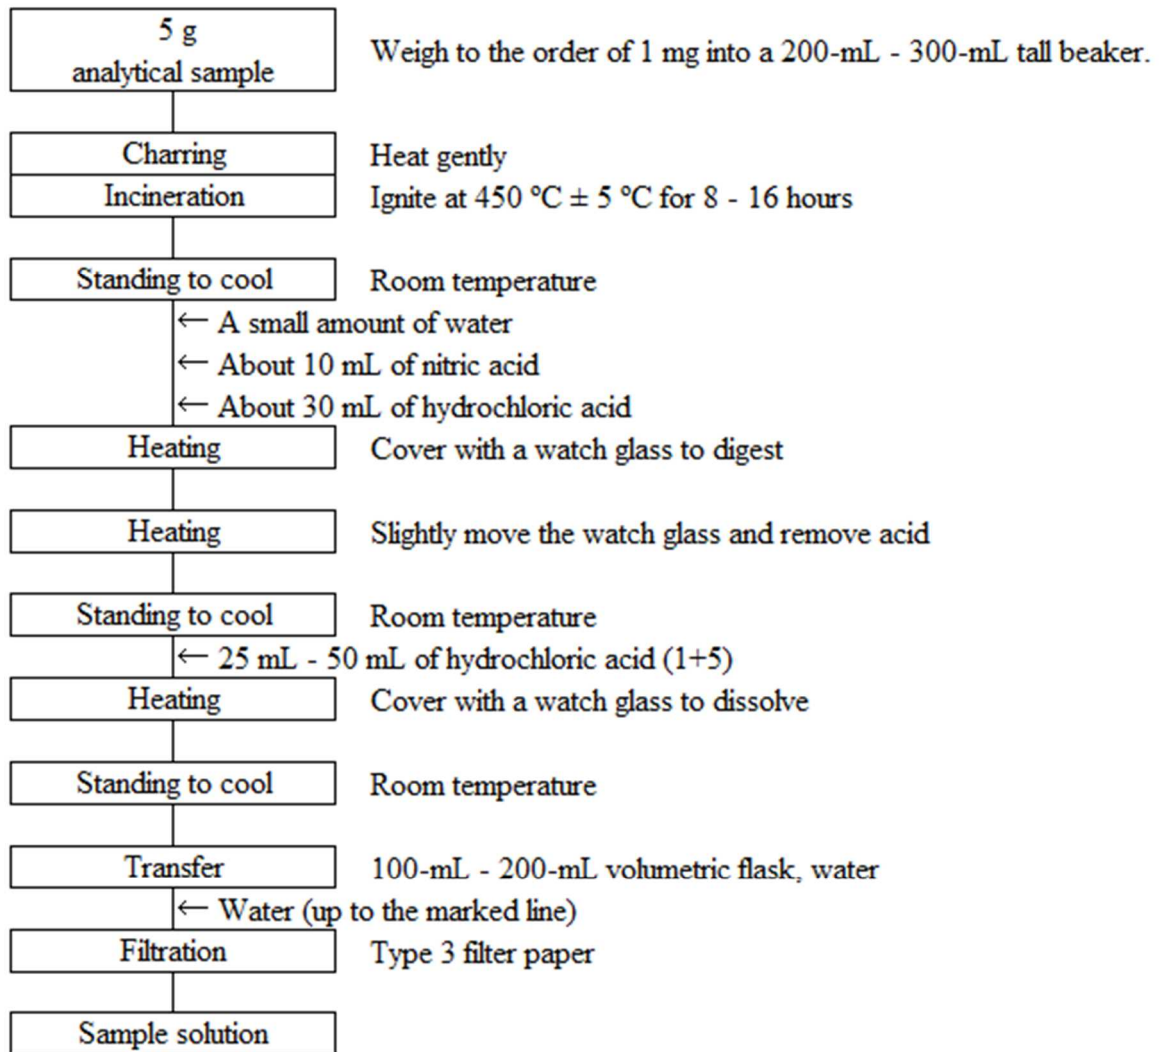 5 g
analytical sample
Weigh to the order of 1 mg into a 200-mL - 300-mL tall beaker.
Charring
Heat gently
Incineration
Ignite at 450 ºC ± 5 ºC for 8 - 16 hours
Standing to cool
Room temperature
← A small amount of water
← About 10 mL of nitric acid
← About 30 mL of hydrochloric acid
Heating
Cover with a watch glass to digest
Heating
Slightly move the watch glass and remove acid
Standing to cool
Room temperature
← 25 mL - 50 mL of hydrochloric acid (1+5)
Heating
Cover with a watch glass to dissolve
Standing to cool
Room temperature
Transfer
100-mL - 200-mL volumetric flask, water
← Water (up to the marked line)
Filtration
Type 3 filter paper
Sample solution